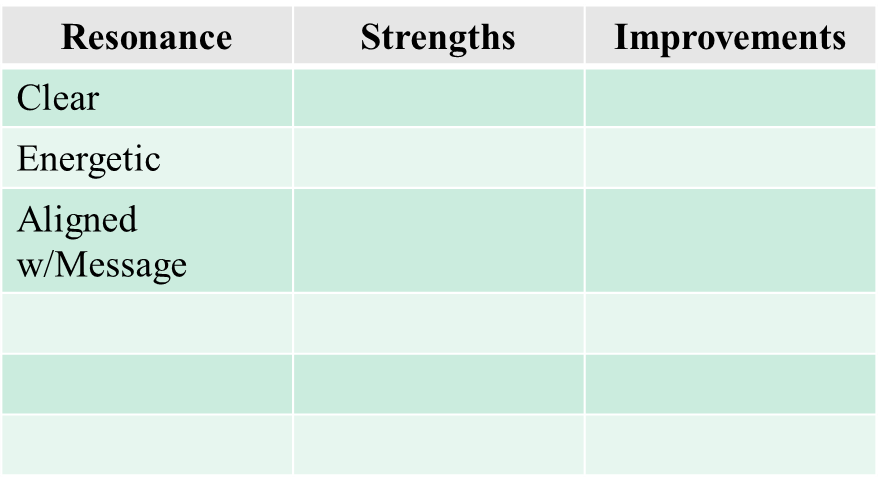 Resonance Strengths Improvements
Clear
Energetic
Aligned
w/Message